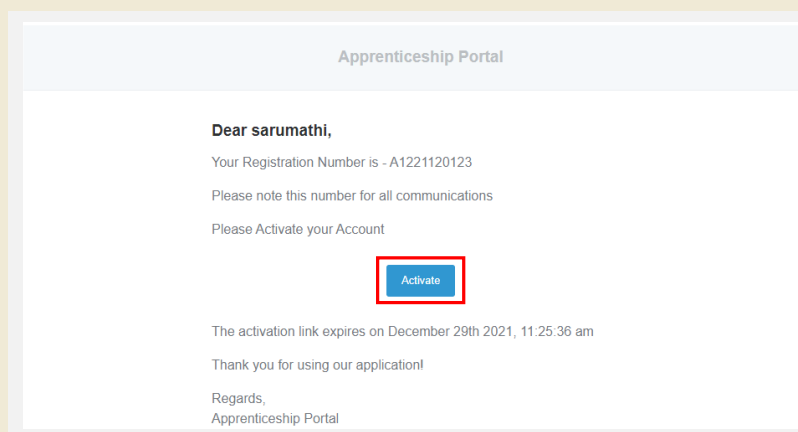 Apprenticeship Portal
Dear sarumathi,
Your Registration Number is - A1221120123
Please note this number for all communications
Please Activate your Account
Activate
The activation link expires on December 29th 2021, 11:25:36 am
Thank you for using our application!
Regards,
Apprenticeship Portal